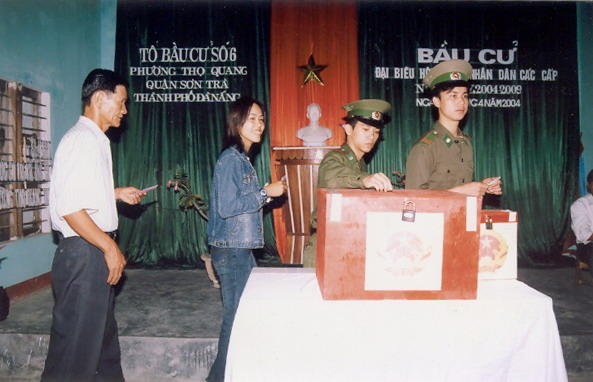 TỔ BẦU CỬ SỐ 6
PHƯỜNG THỌ QUANG
QUẬN SƠN TRÀ
THÀNH PHỐ ĐÀ NẴNG
BẦU CỬ
ĐẠI BIỂU HỘI NHÂN DÂN CÁC CẤP
2004.2009
4 NĂM 2004